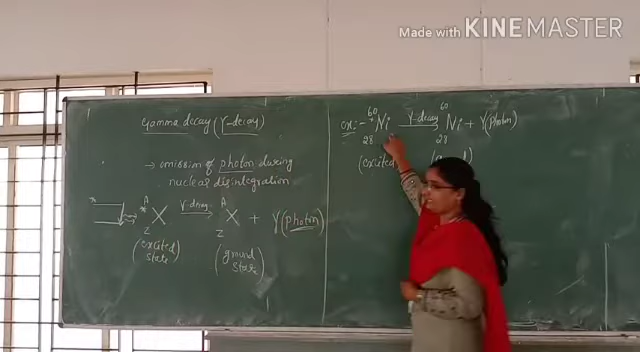 Made with KINEMASTER
Gamma decay (γ-decay)
→ omission of photon during
nuclear disintegration
A* X Z γ-decay A X Z + γ(photon)
(excited state)
(ground state)
ex:- 60* Ni 28 γ-decay 60 Ni 28 + γ(photon)
(excited